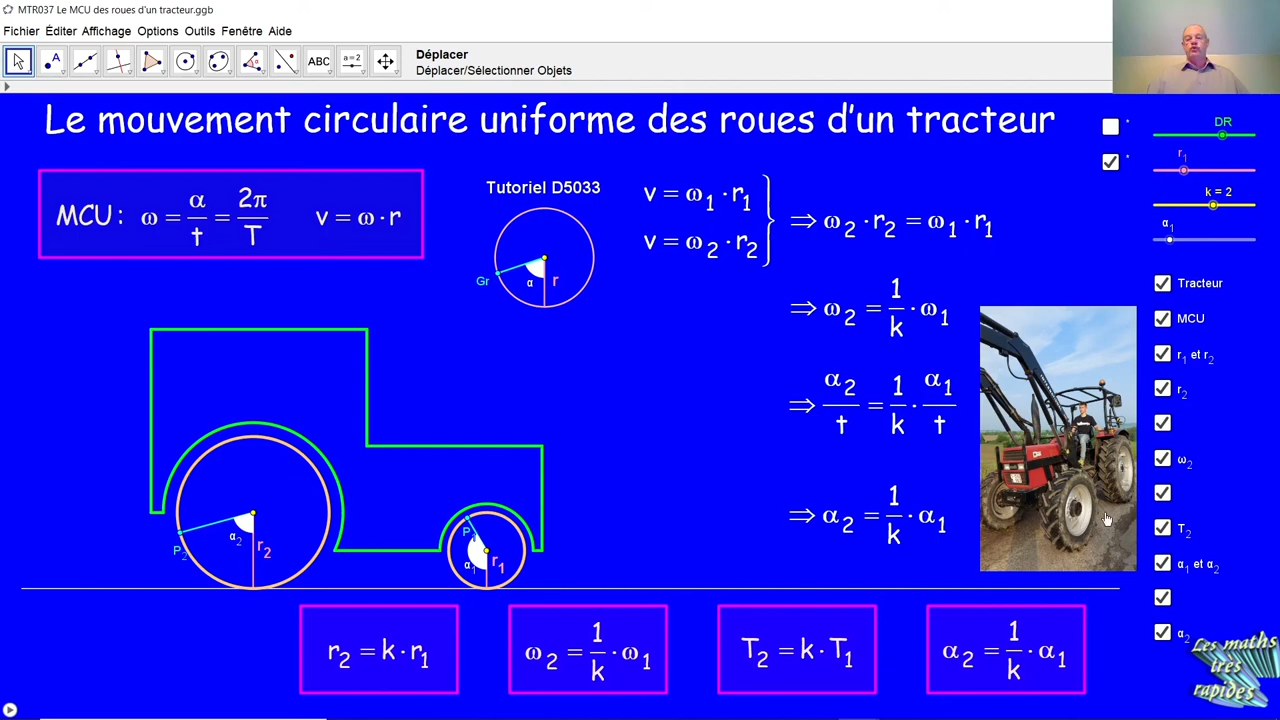 MTR037 Le MCU des roues d'un tracteur.ggb
Fichier Éditer Affichage Options Outils Fenêtre Aide
ABC
a=2
Déplacer
Déplacer/Sélectionner Objets
Le mouvement circulaire uniforme des roues d'un tracteur
MCU : ω = α/t = 2π/T v = ω · r
Tutoriel D5033
Gr α r
v = ω₁ · r₁
v = ω₂ · r₂
⇒ ω₂ · r₂ = ω₁ · r₁
⇒ ω₂ = 1/k · ω₁
⇒ α₂/t = 1/k · α₁/t
⇒ α₂ = 1/k · α₁
P₂ α₂ r₂
P α₁ r₁
r₂ = k · r₁
ω₂ = 1/k · ω₁
T₂ = k · T₁
α₂ = 1/k · α₁
DR
r₁
k = 2
α₁
Tracteur
MCU
r₁ et r₂
r₂
ω₂
T₂
α₁ et α₂
α₂
Les maths
très
rapides